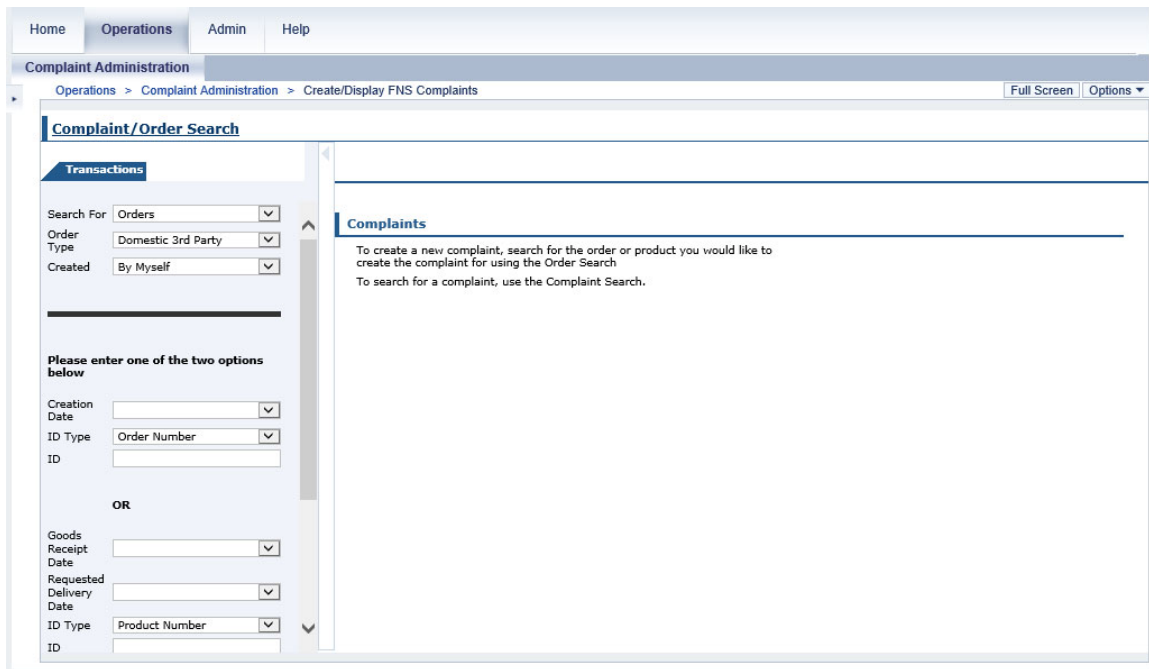 Home Operations Admin Help
Complaint Administration
Operations > Complaint Administration > Create/Display FNS Complaints
Full Screen Options
Complaint/Order Search
Transactions
Search For Orders
Order
Type
Domestic 3rd Party
Created By Myself
Please enter one of the two options
below
Creation
Date
ID Type Order Number
ID
OR
Goods
Receipt
Date
Requested
Delivery
Date
ID Type Product Number
ID
Complaints
To create a new complaint, search for the order or product you would like to
create the complaint for using the Order Search
To search for a complaint, use the Complaint Search.